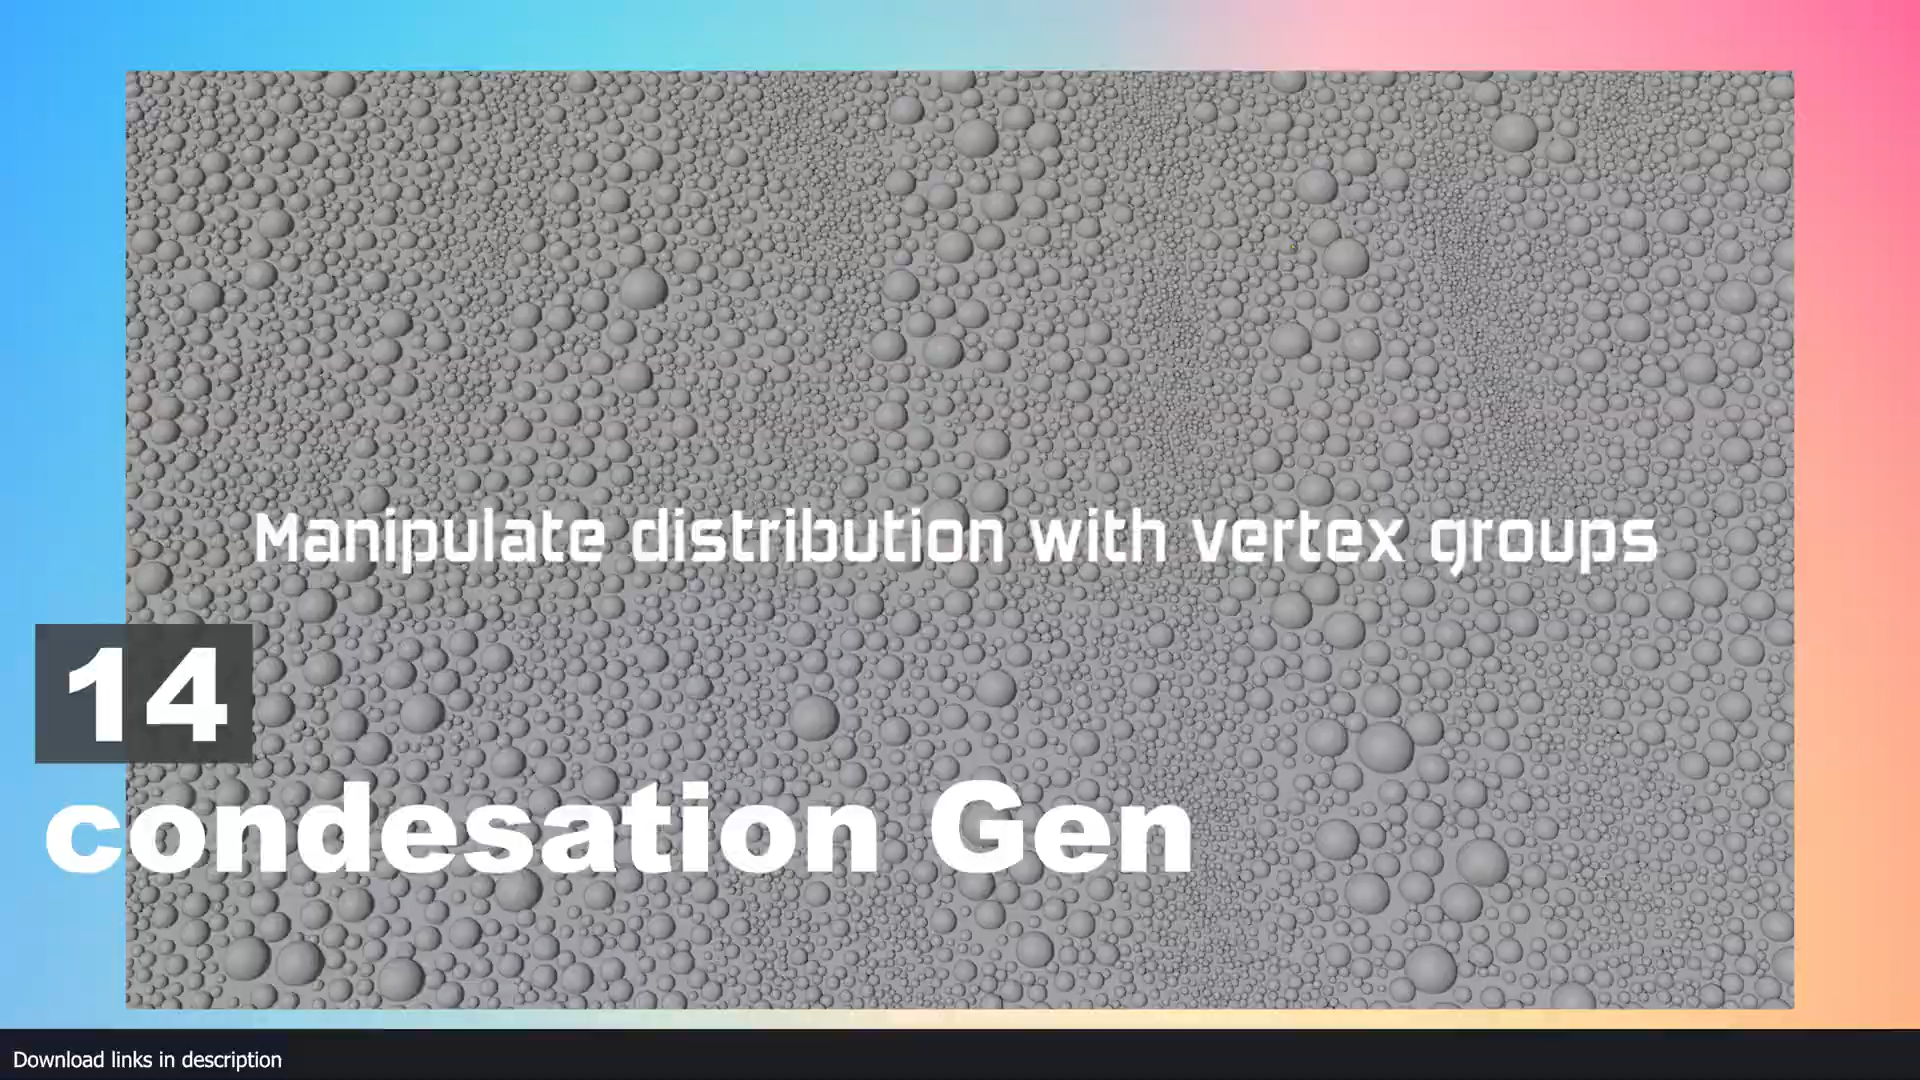 Manipulate distribution with vertex groups
14
condesation Gen
Download links in description